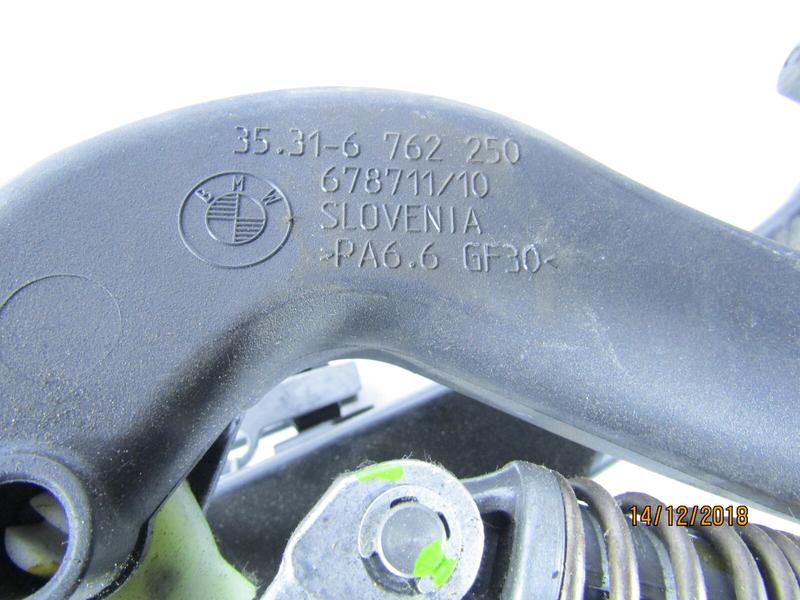 35.31-6 762 250
678711/10
SLOVENIA
>PA6.6 GF30<
BMW
14/12/2018